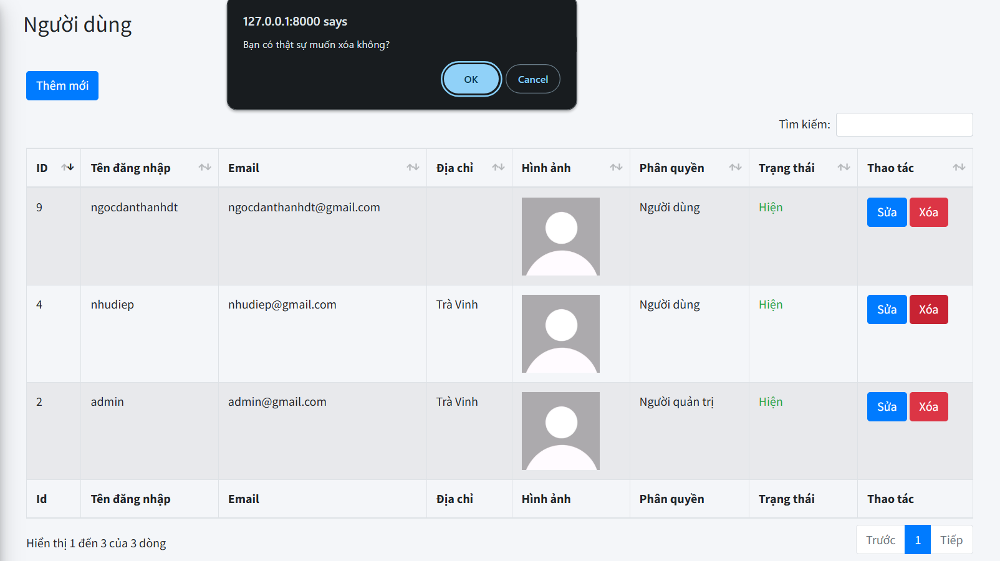 Người dùng
127.0.0.1:8000 says
Bạn có thật sự muốn xóa không?
OK Cancel
Thêm mới
Tìm kiếm:
ID Tên đăng nhập Email Địa chỉ Hình ảnh Phân quyền Trạng thái Thao tác
9 ngocdanthanhdt ngocdanthanhdt@gmail.com Người dùng Hiện Sửa Xóa
4 nhudiep nhudiep@gmail.com Trà Vinh Người dùng Hiện Sửa Xóa
2 admin admin@gmail.com Trà Vinh Người quản trị Hiện Sửa Xóa
Id Tên đăng nhập Email Địa chỉ Hình ảnh Phân quyền Trạng thái Thao tác
Hiển thị 1 đến 3 của 3 dòng
Trước 1 Tiếp